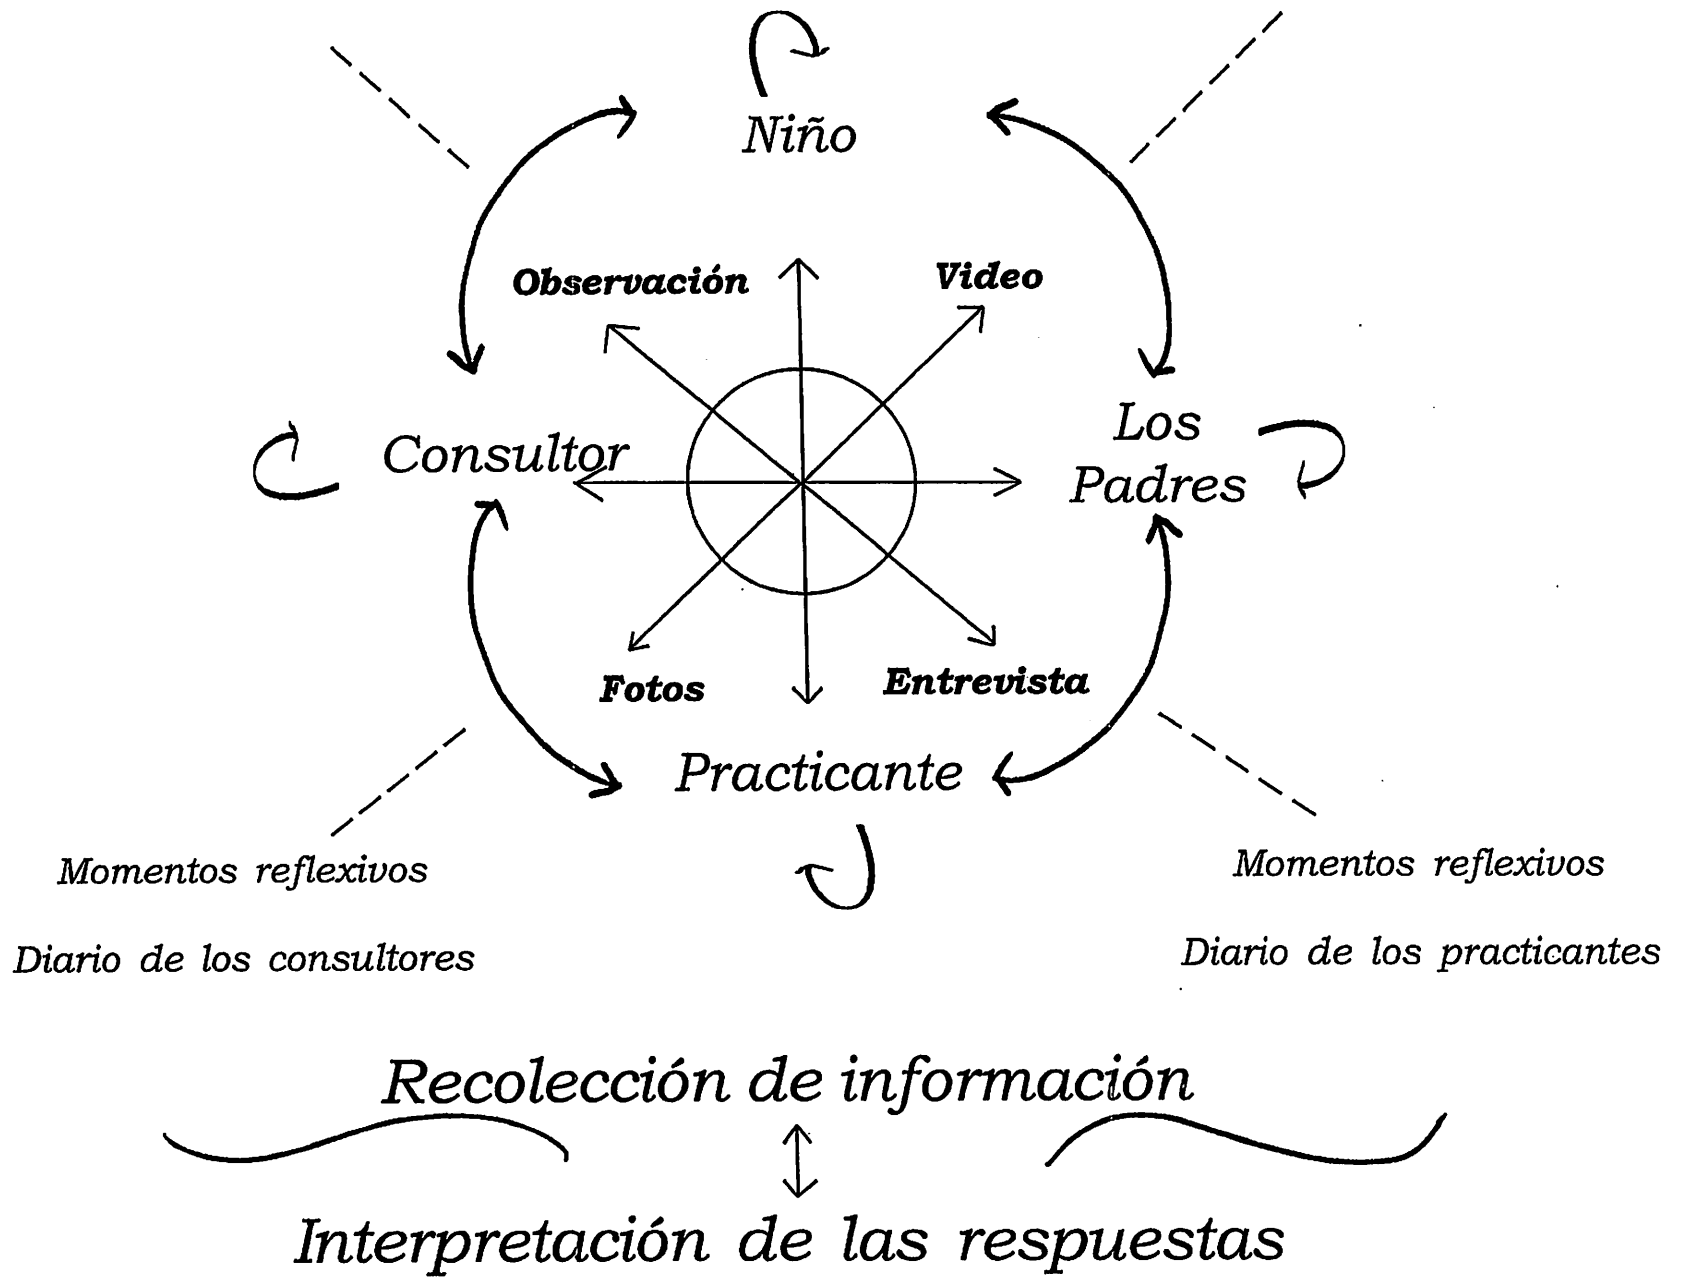 Niño
Observación
Video
Consultor
Los
Padres
Fotos
Entrevista
Practicante
Momentos reflexivos
Diario de los consultores
Momentos reflexivos
Diario de los practicantes
Recolección de información
Interpretación de las respuestas